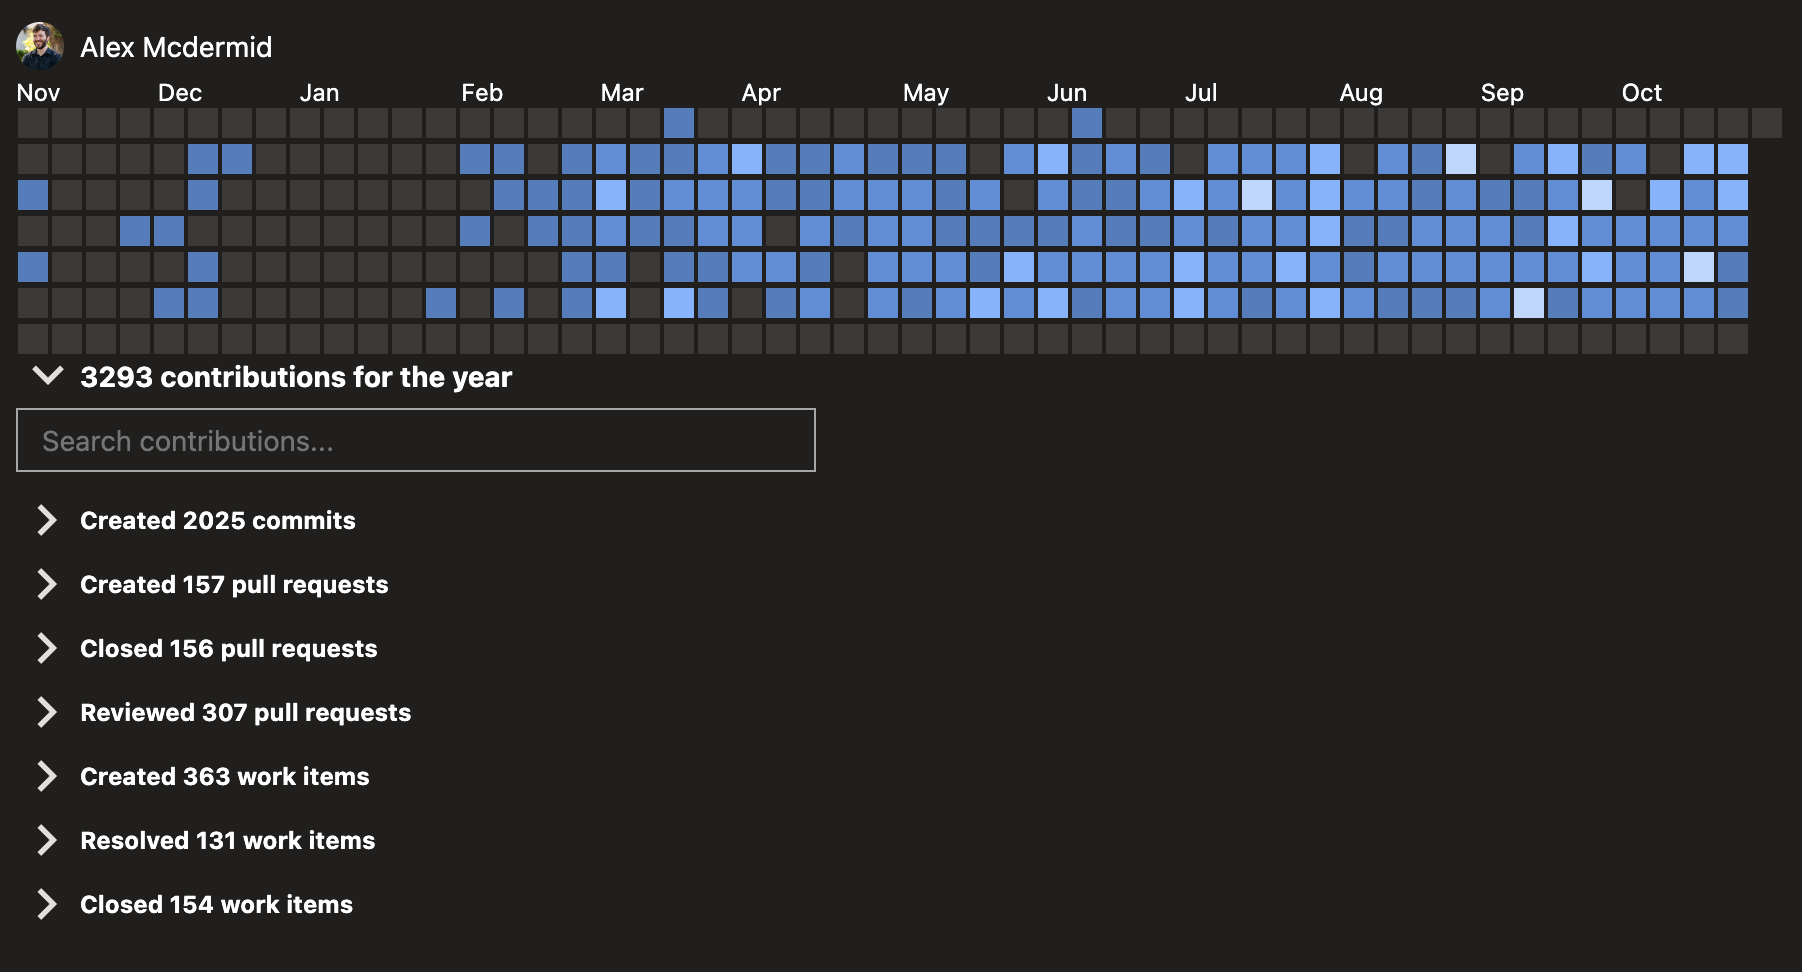 Alex Mcdermid
Nov Dec Jan Feb Mar Apr May Jun Jul Aug Sep Oct
3293 contributions for the year
Search contributions...
Created 2025 commits
Created 157 pull requests
Closed 156 pull requests
Reviewed 307 pull requests
Created 363 work items
Resolved 131 work items
Closed 154 work items